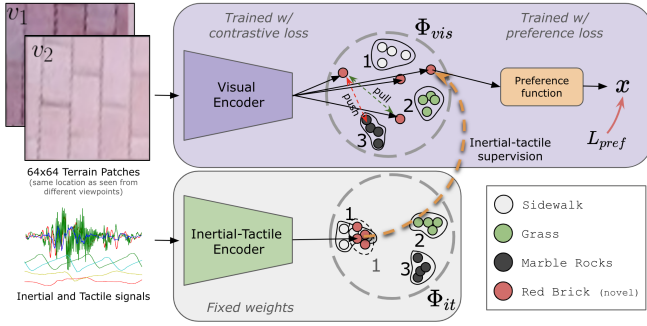 v1
v2
64x64 Terrain Patches
(same location as seen from
different viewpoints)
Inertial and Tactile signals
Trained w/
contrastive loss
Φvis
Trained w/
preference loss
Visual
Encoder
1
2
3
pull
push
Preference
function
x
Lpref
Inertial-tactile
supervision
Inertial-Tactile
Encoder
1
1
2
3
Φit
Fixed weights
Sidewalk
Grass
Marble Rocks
Red Brick (novel)